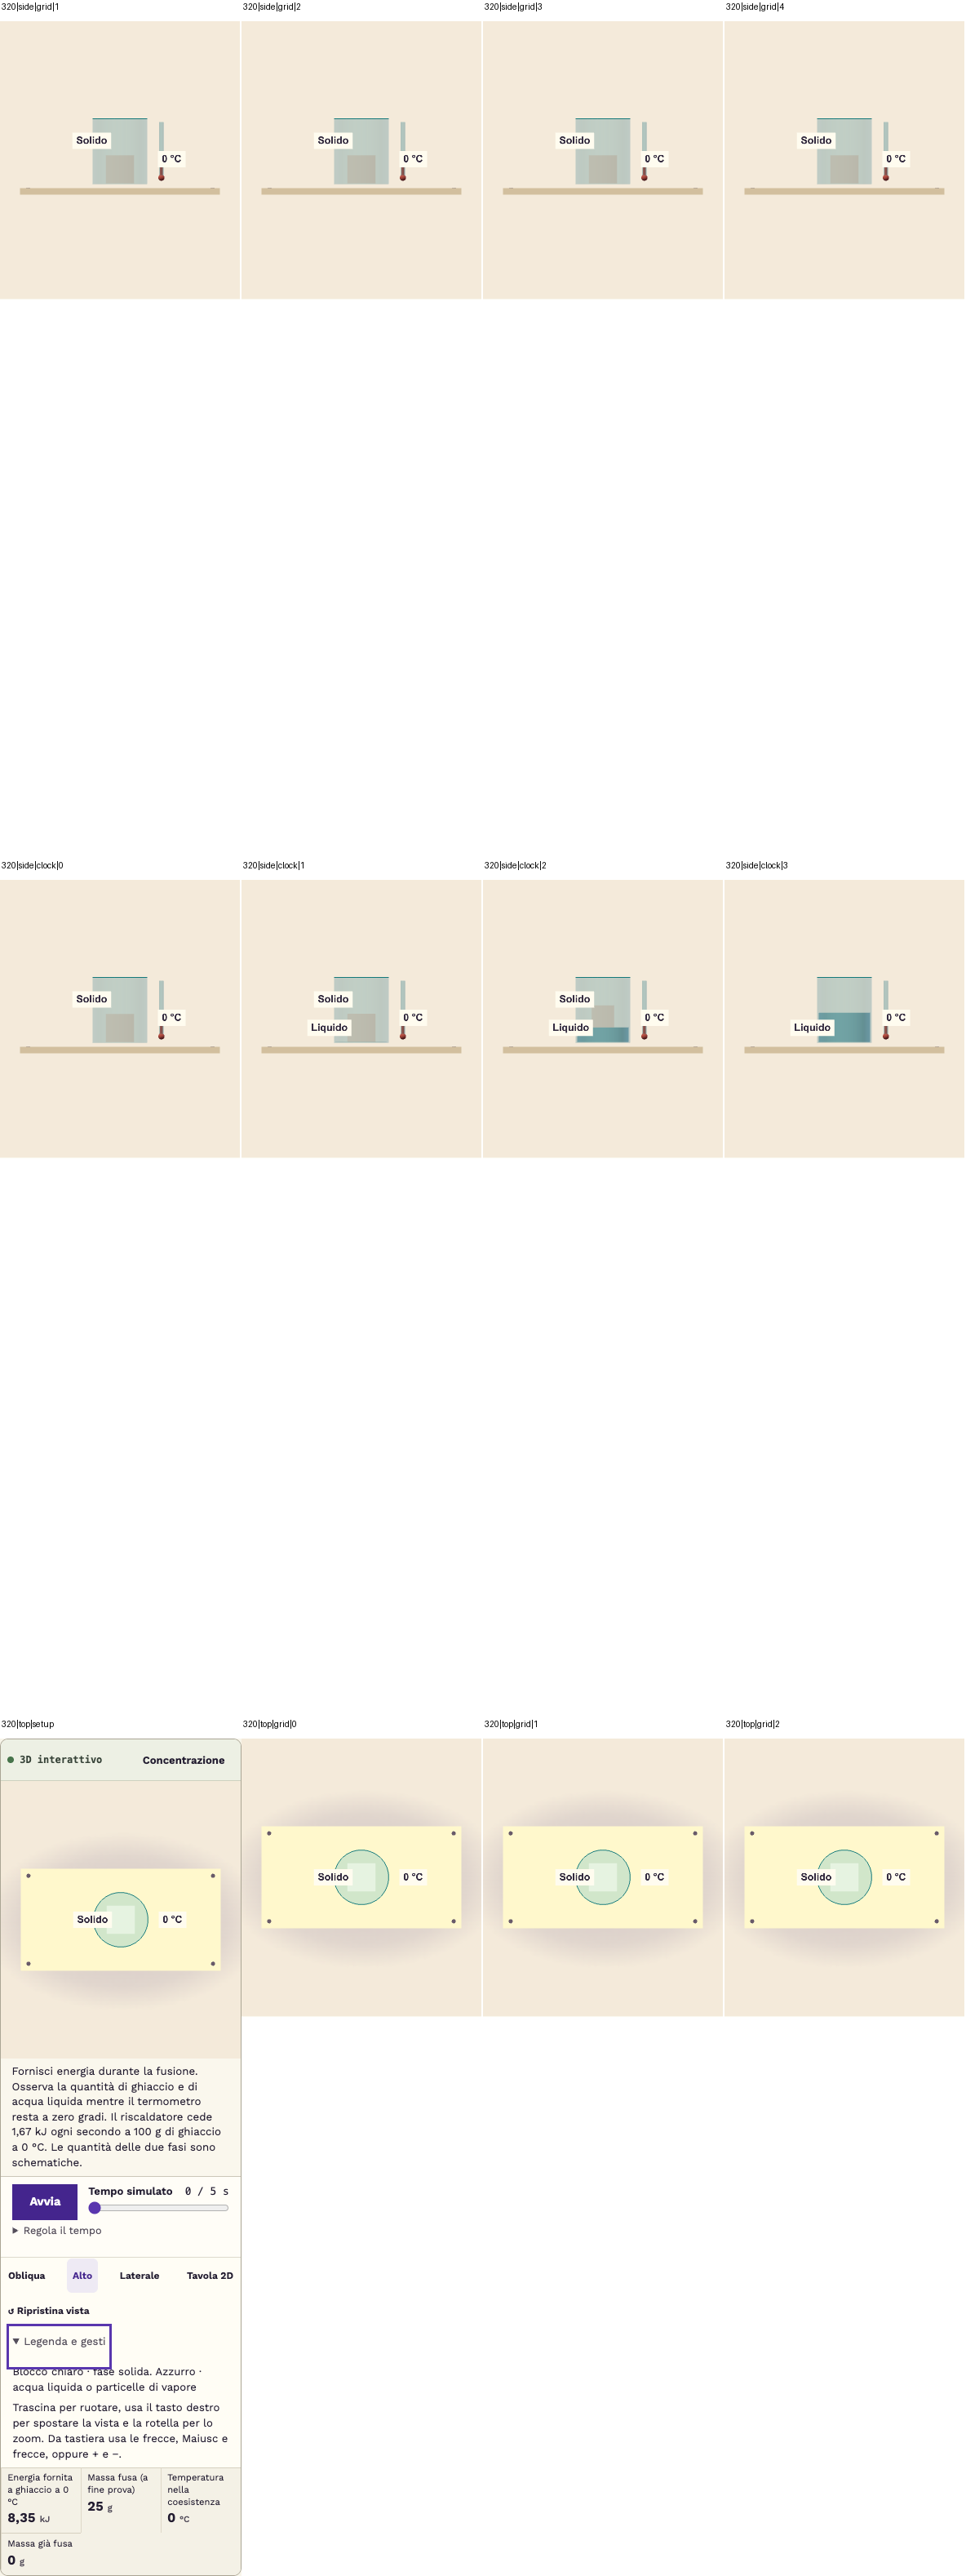 320|side|grid|1
320|side|grid|2
320|side|grid|3
320|side|grid|4
Solido
0 °C
Solido
0 °C
Solido
0 °C
Solido
0 °C
320|side|clock|0
320|side|clock|1
320|side|clock|2
320|side|clock|3
Solido
0 °C
Solido
0 °C
Liquido
Solido
0 °C
Liquido
0 °C
Liquido
320|top|setup
320|top|grid|0
320|top|grid|1
320|top|grid|2
3D interattivo
Concentrazione
Solido
0 °C
Solido
0 °C
Solido
0 °C
Solido
0 °C
Fornisci energia durante la fusione.
Osserva la quantità di ghiaccio e di
acqua liquida mentre il termometro
resta a zero gradi. Il riscaldatore cede
1,67 kJ ogni secondo a 100 g di ghiaccio
a 0 °C. Le quantità delle due fasi sono
schematiche.
Avvia
Tempo simulato 0 / 5 s
▶ Regola il tempo
Obliqua
Alto
Laterale
Tavola 2D
↺ Ripristina vista
▼ Legenda e gesti
Blocco chiaro · fase solida. Azzurro ·
acqua liquida o particelle di vapore
Trascina per ruotare, usa il tasto destro
per spostare la vista e la rotella per lo
zoom. Da tastiera usa le frecce, Maiusc e
frecce, oppure + e −.
Energia fornita
a ghiaccio a 0
°C
8,35 kJ
Massa fusa (a
fine prova)
25 g
Temperatura
nella
coesistenza
0 °C
Massa già fusa
0 g